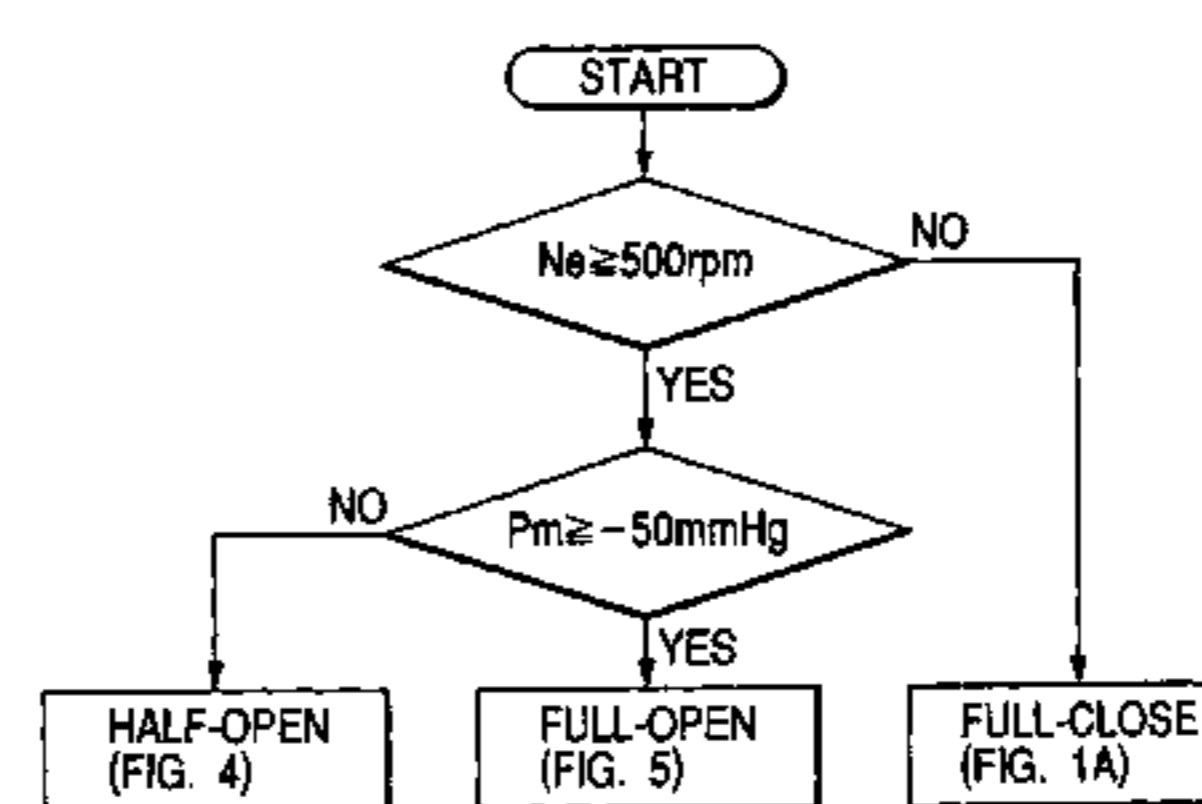 START
Ne≧500rpm
NO
YES
NO
Pm≧-50mmHg
YES
HALF-OPEN
(FIG. 4)
FULL-OPEN
(FIG. 5)
FULL-CLOSE
(FIG. 1A)